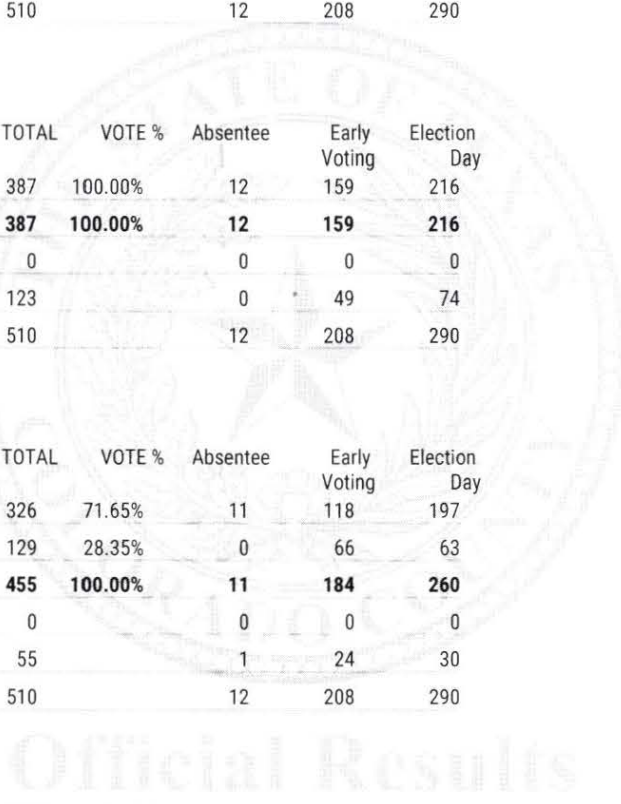 510 12 208 290
TOTAL VOTE % Absentee Early Voting Election Day
387 100.00% 12 159 216
387 100.00% 12 159 216
0 0 0 0
123 0 49 74
510 12 208 290
TOTAL VOTE % Absentee Early Voting Election Day
326 71.65% 11 118 197
129 28.35% 0 66 63
455 100.00% 11 184 260
0 0 0 0
55 1 24 30
510 12 208 290
Official Results